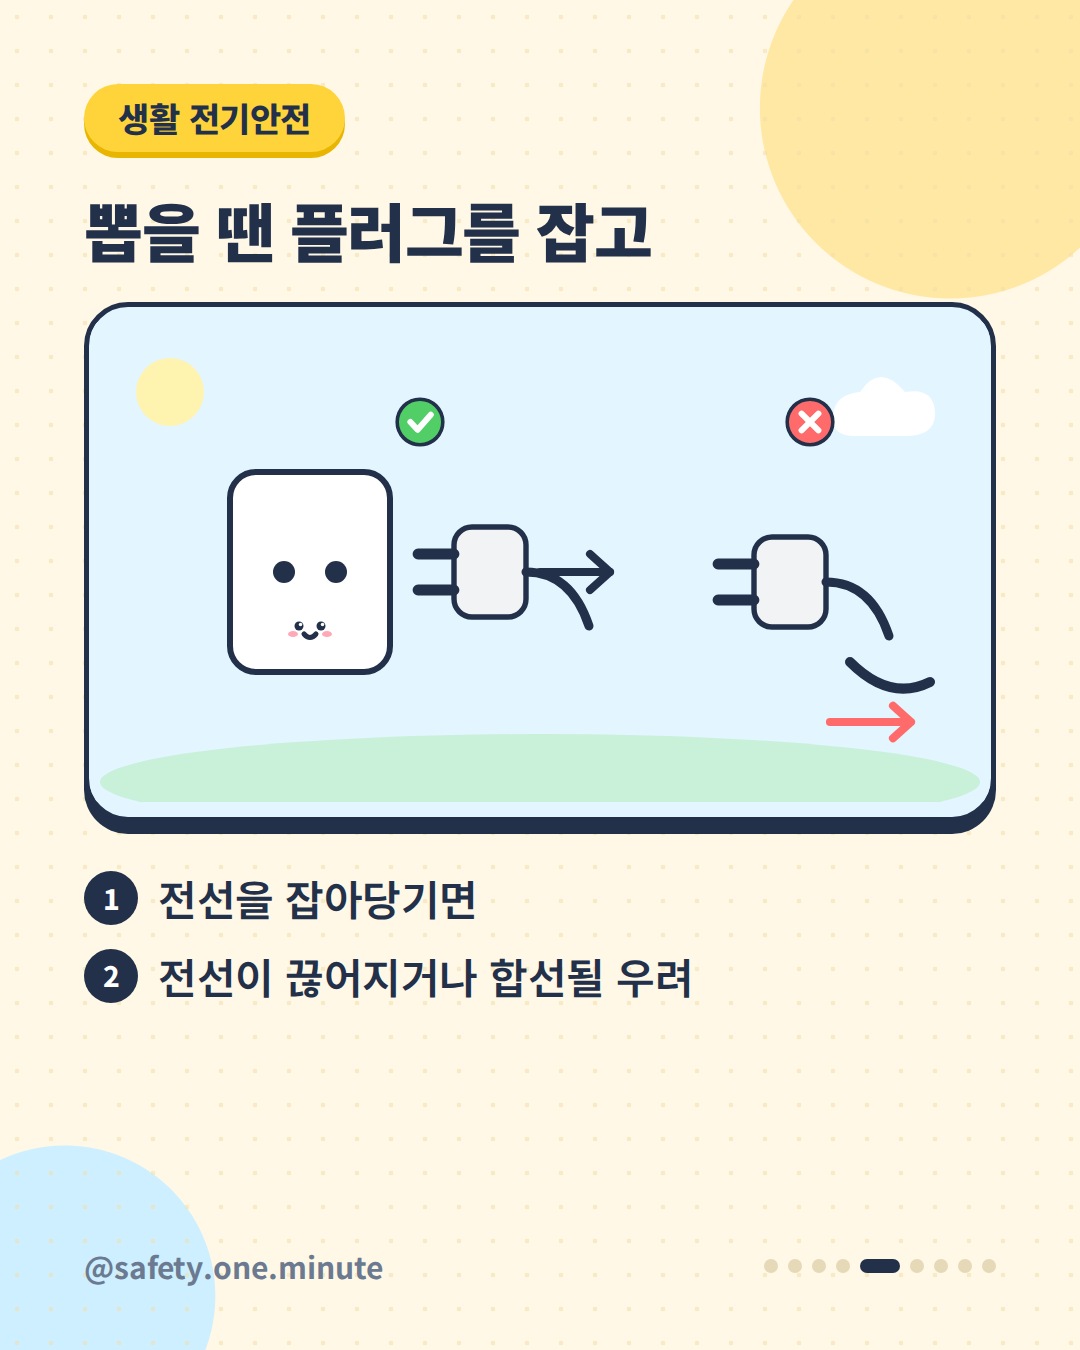 생활 전기안전
뽑을 땐 플러그를 잡고
1 전선을 잡아당기면
2 전선이 끊어지거나 합선될 우려
@safety.one.minute